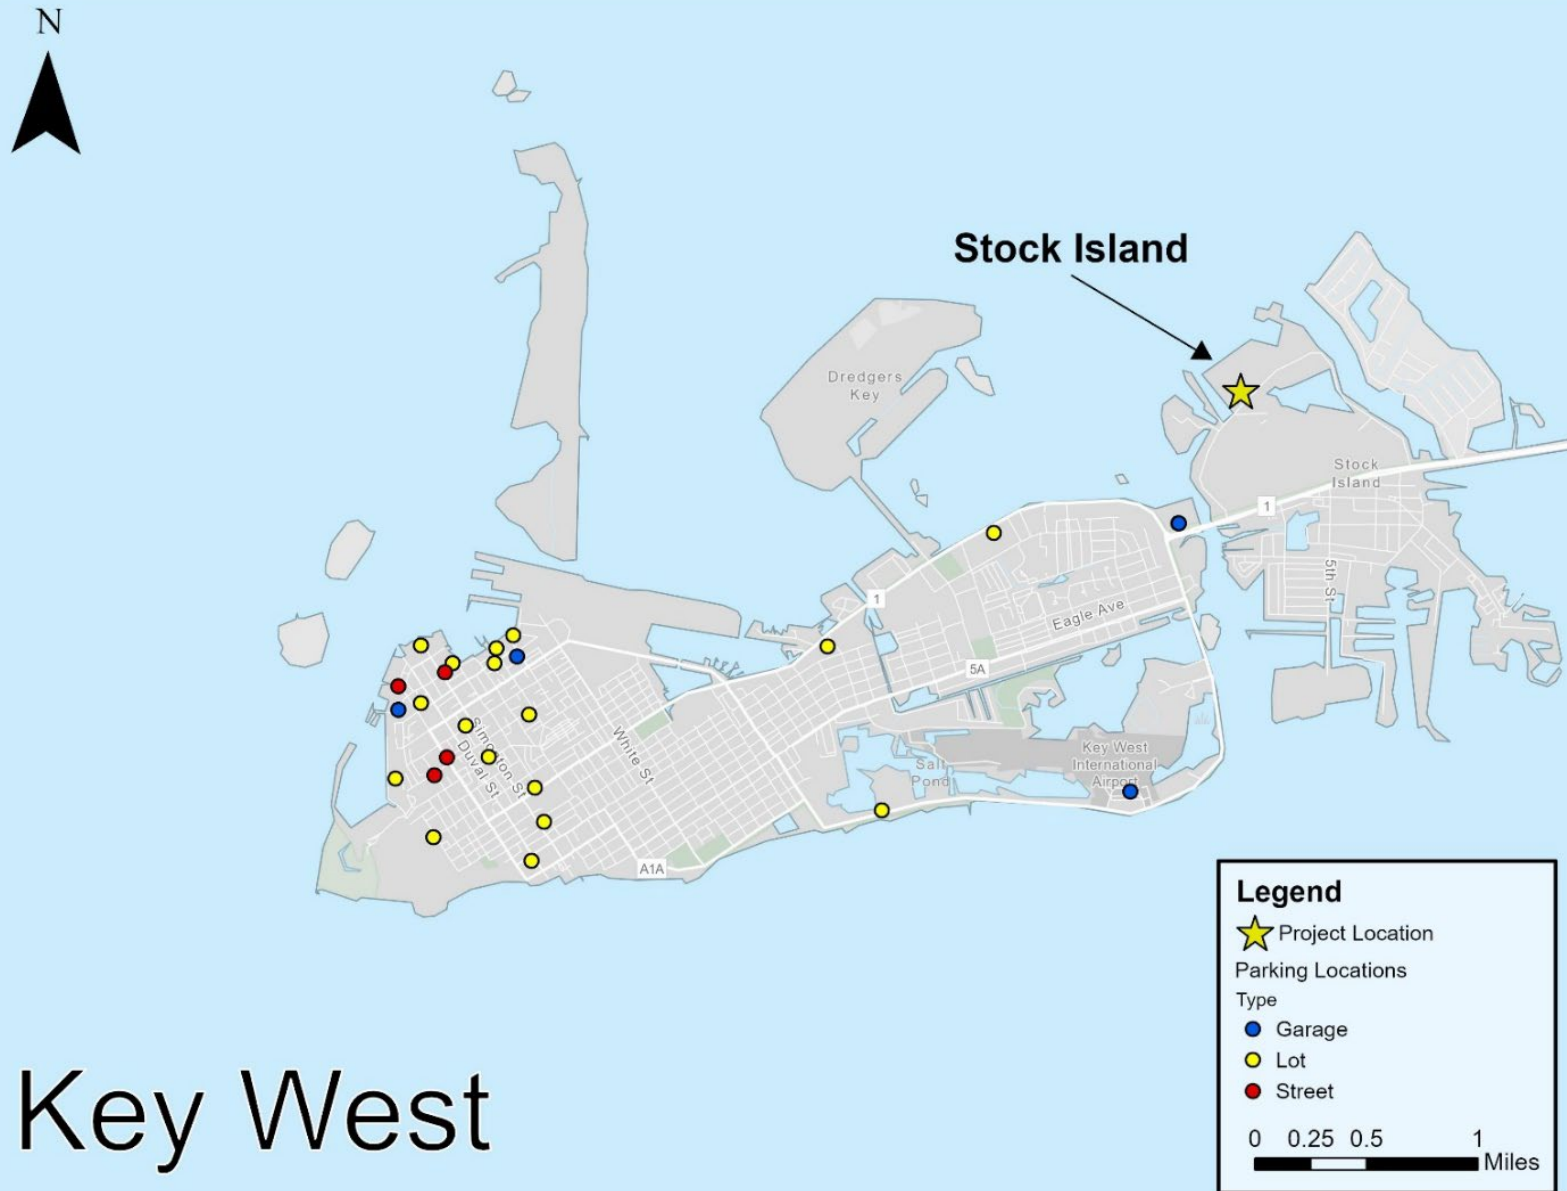 N
Stock Island
Dredgers
Key
Stock
Island
1
1
5th St
Eagle Ave
5A
Simonton St
Duval St
White St
Key West
International
Airport
Salt
Pond
A1A
Legend
Project Location
Parking Locations
Type
Garage
Lot
Street
0 0.25 0.5 1
Miles
Key West